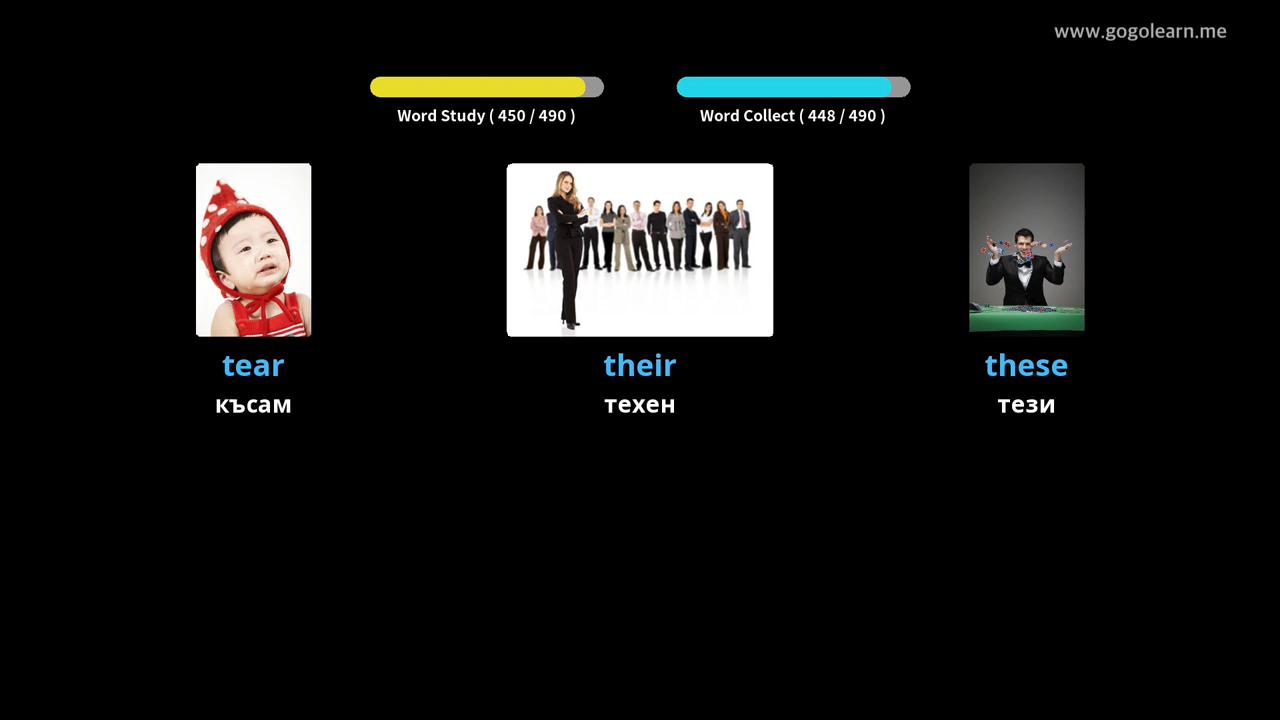 www.gogolearn.me
Word Study ( 450 / 490 )
Word Collect ( 448 / 490 )
tear
their
these
късам
техен
тези